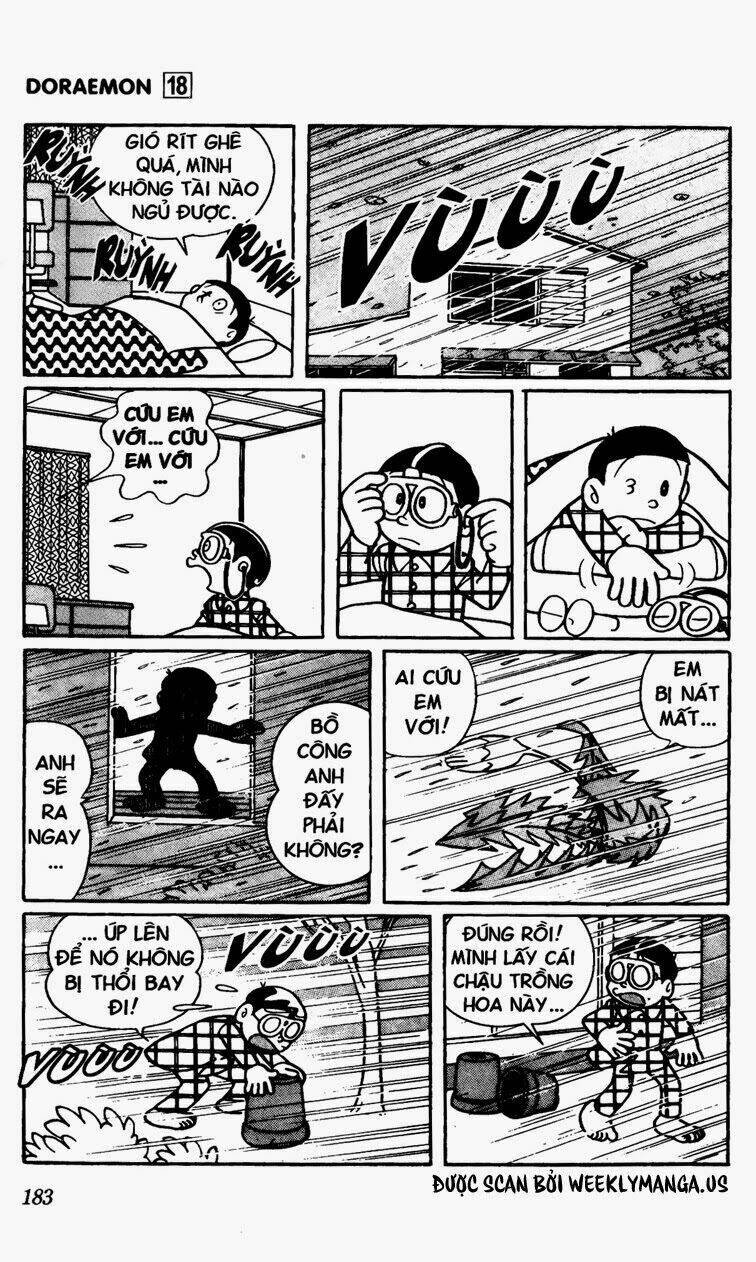 DORAEMON 18
VÙÙÙ
RUỲNH
RUỲNH
RUỲNH
GIÓ RÍT GHÊ
QUÁ, MÌNH
KHÔNG TÀI NÀO
NGỦ ĐƯỢC.
CỨU EM
VỚI... CỨU
EM VỚI
...
EM
BỊ NÁT
MẤT...
AI CỨU
EM
VỚI!
BỒ
CÔNG
ANH
ĐẤY
PHẢI
KHÔNG?
ANH
SẼ
RA
NGAY
...
ĐÚNG RỒI!
MÌNH LẤY CÁI
CHẬU TRỒNG
HOA NÀY...
... ÚP LÊN
ĐỂ NÓ KHÔNG
BỊ THỔI BAY
ĐI!
VÙÙÙ
VÙÙÙ
183
ĐƯỢC SCAN BỞI WEEKLYMANGA.US